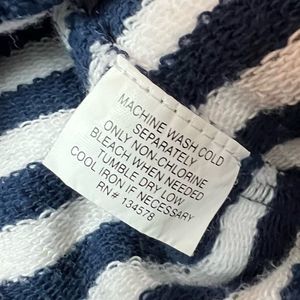 MACHINE WASH COLD
SEPARATELY
ONLY NON-CHLORINE
BLEACH WHEN NEEDED
TUMBLE DRY LOW
COOL IRON IF NECESSARY
RN# 134578